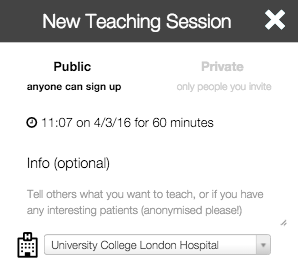 New Teaching Session
Public
Private
anyone can sign up
only people you invite
11:07 on 4/3/16 for 60 minutes
Info (optional)
Tell others what you want to teach, or if you have
any interesting patients (anonymised please!)
University College London Hospital